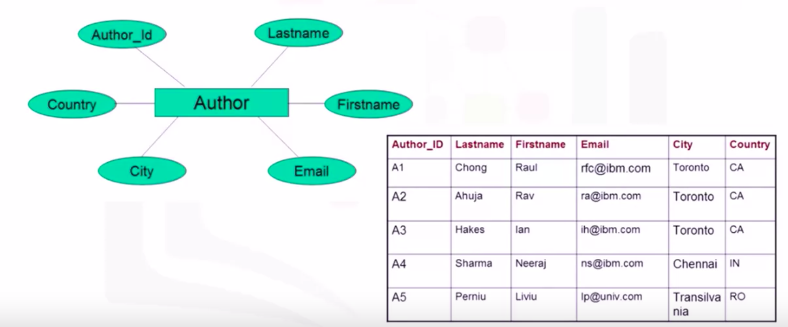 Author_Id
Lastname
Country
Author
Firstname
City
Email
Author_ID Lastname Firstname Email City Country
A1 Chong Raul rfc@ibm.com Toronto CA
A2 Ahuja Rav ra@ibm.com Toronto CA
A3 Hakes Ian ih@ibm.com Toronto CA
A4 Sharma Neeraj ns@ibm.com Chennai IN
A5 Perniu Liviu lp@univ.com Transilva RO
nia